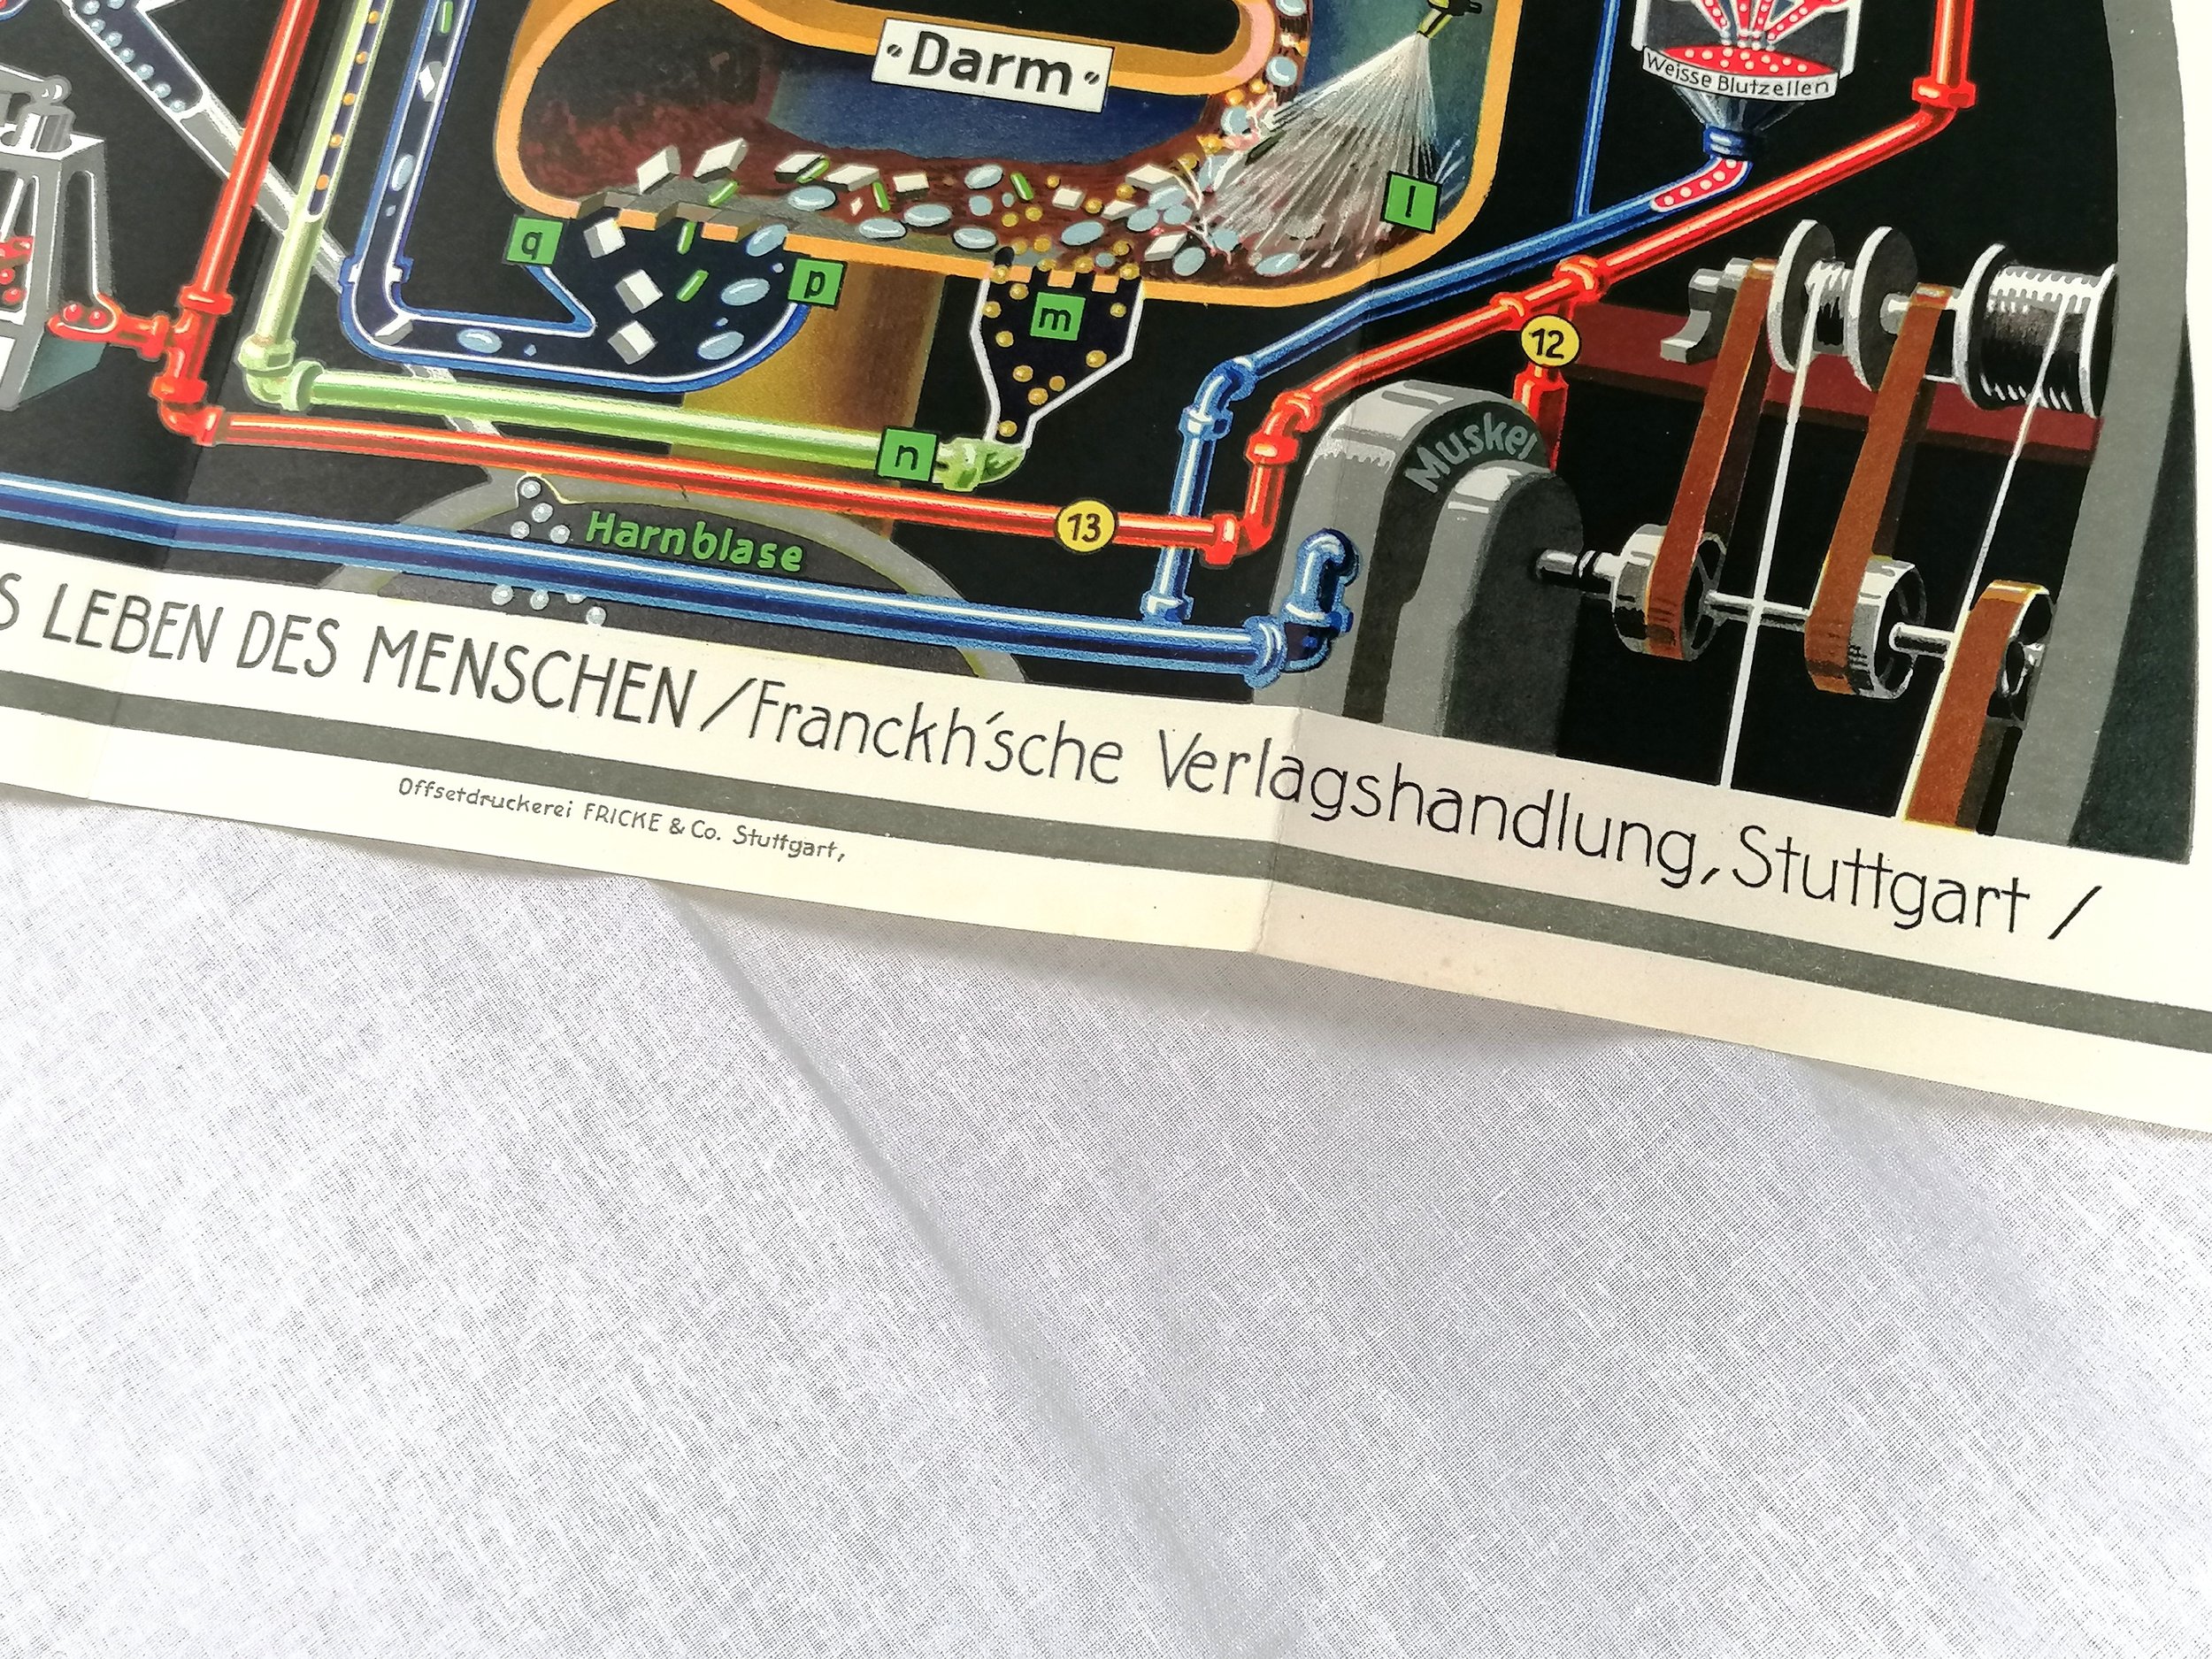 "Darm"
Weisse Blutzellen
l
q
p
m
12
Muskel
n
13
Harnblase
S LEBEN DES MENSCHEN / Franckh'sche Verlagshandlung, Stuttgart /
Offsetdruckerei FRICKE & Co. Stuttgart,